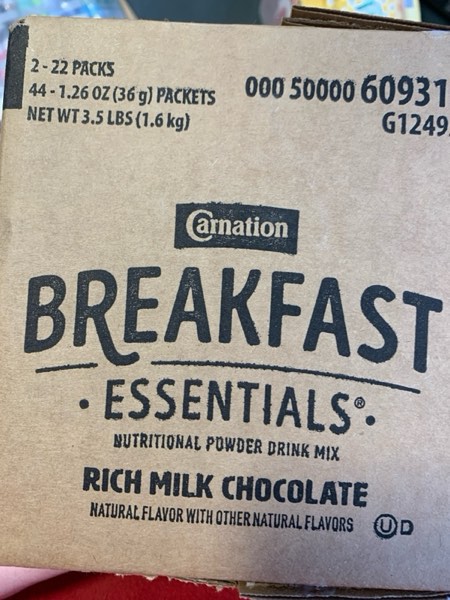 2 - 22 PACKS
44 - 1.26 OZ (36 g) PACKETS
NET WT 3.5 LBS (1.6 kg)
000 50000 60931
G1249
Carnation
BREAKFAST
• ESSENTIALS® •
NUTRITIONAL POWDER DRINK MIX
RICH MILK CHOCOLATE
NATURAL FLAVOR WITH OTHER NATURAL FLAVORS Ⓤ D